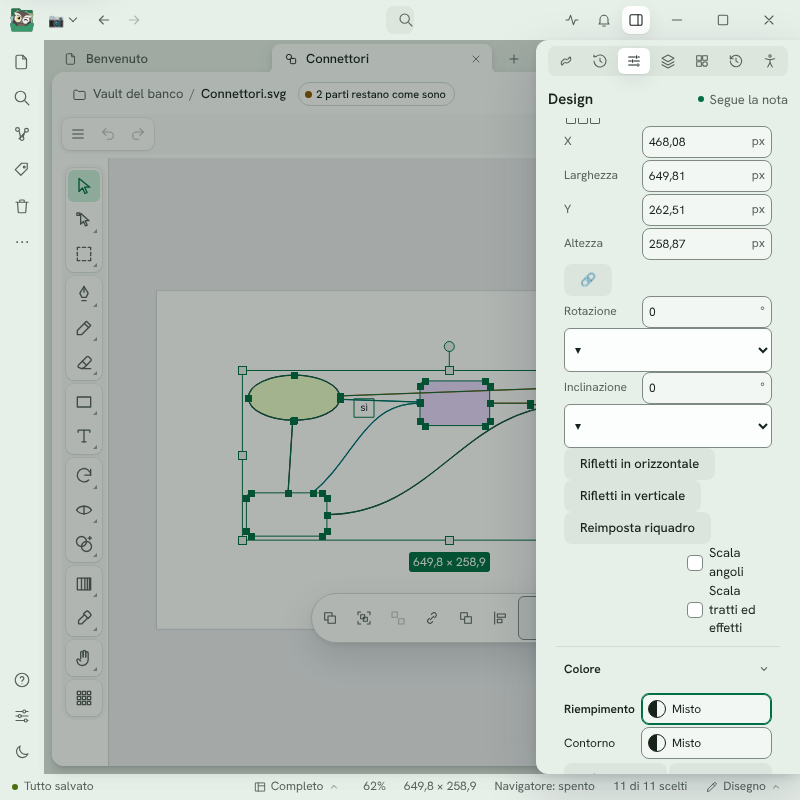 Benvenuto
Connettori
Vault del banco / Connettori.svg
2 parti restano come sono
Design
Segue la nota
X 468,08 px
Larghezza 649,81 px
Y 262,51 px
Altezza 258,87 px
Rotazione 0 °
Inclinazione 0 °
Rifletti in orizzontale
Rifletti in verticale
Reimposta riquadro
Scala
angoli
Scala
tratti ed
effetti
sì
649,8 × 258,9
Colore
Riempimento Misto
Contorno Misto
Tutto salvato
Completo
62%
649,8 × 258,9
Navigatore: spento
11 di 11 scelti
Disegno